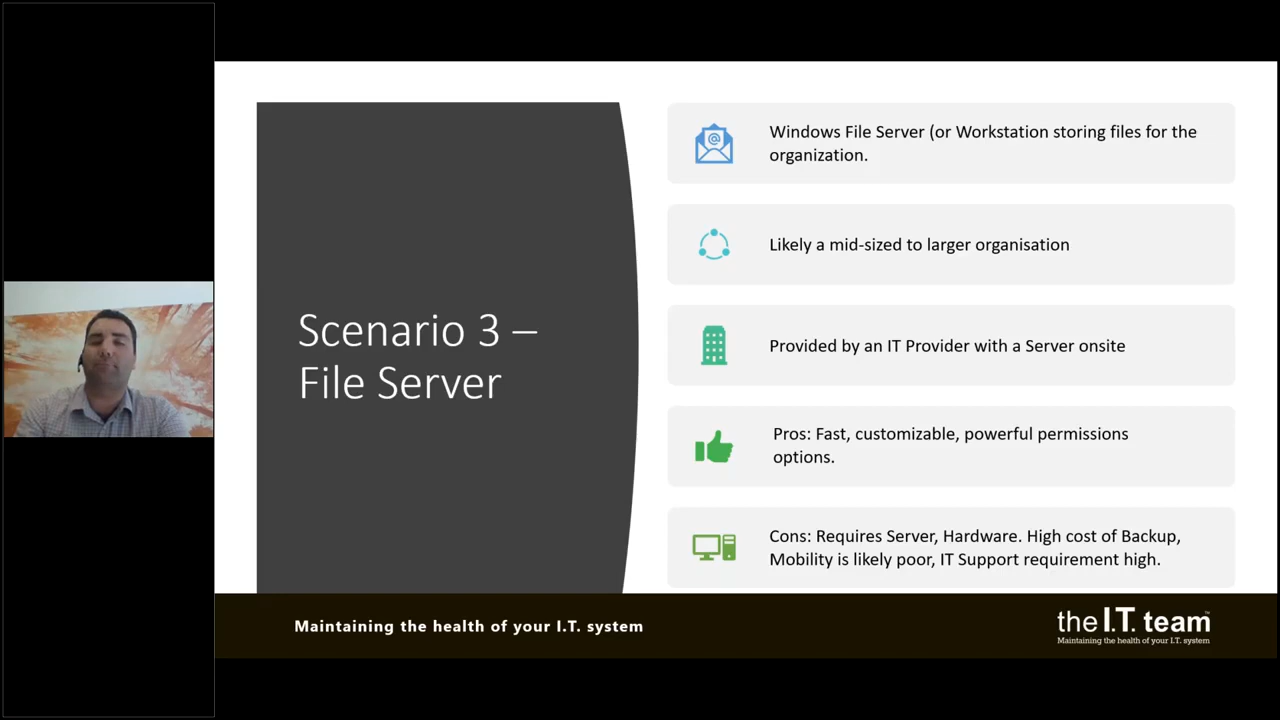 Scenario 3 –
File Server
Windows File Server (or Workstation storing files for the
organization.
Likely a mid-sized to larger organisation
Provided by an IT Provider with a Server onsite
Pros: Fast, customizable, powerful permissions
options.
Cons: Requires Server, Hardware. High cost of Backup,
Mobility is likely poor, IT Support requirement high.
Maintaining the health of your I.T. system
the I.T. team™
Maintaining the health of your I.T. system